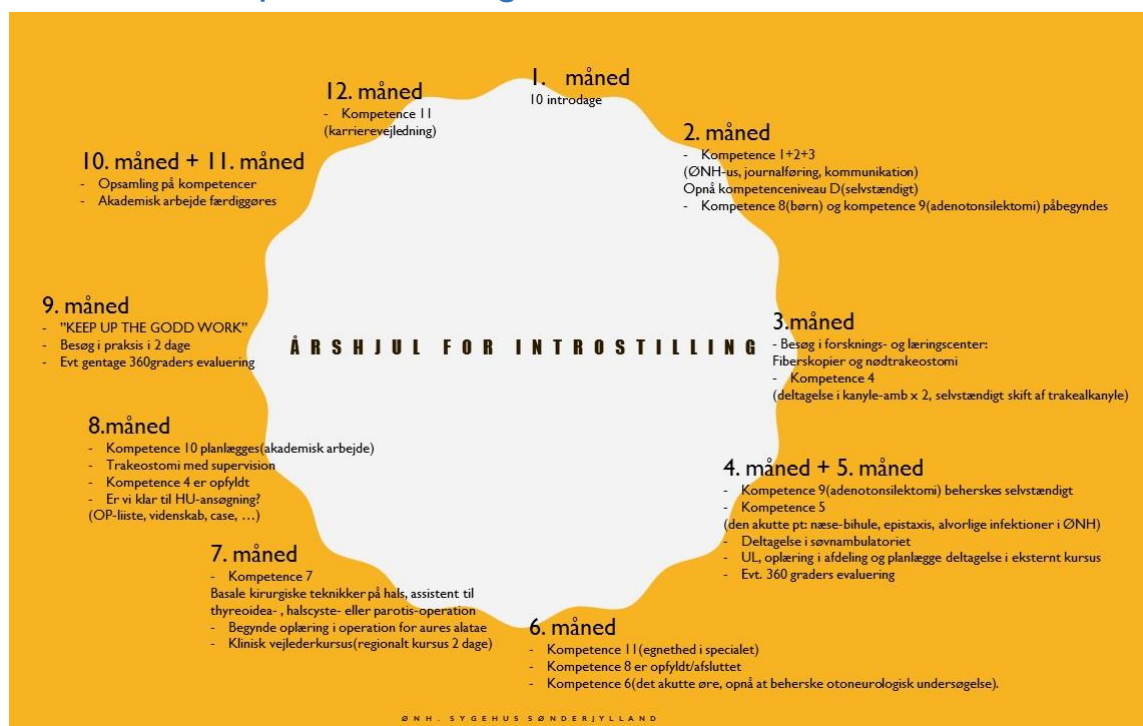 1. måned
10 introdage
2. måned
- Kompetence 1+2+3
(ØNH-us, journalføring, kommunikation)
Opnå kompetenceniveau D(selvstændigt)
- Kompetence 8(børn) og kompetence 9(adenotonsilektomi) påbegyndes
3.måned
- Besøg i forsknings- og læringscenter:
Fiberskopier og nødtrakeostomi
- Kompetence 4
(deltagelse i kanyle-amb x 2, selvstændigt skift af trakealkanyle)
4. måned + 5. måned
- Kompetence 9(adenotonsilektomi) beherskes selvstændigt
- Kompetence 5
(den akutte pt: næse-bihule, epistaxis, alvorlige infektioner i ØNH)
- Deltagelse i søvnambulatoriet
- UL, oplæring i afdeling og planlægge deltagelse i eksternt kursus
- Evt. 360 graders evaluering
6. måned
- Kompetence 11(egnethed i specialet)
- Kompetence 8 er opfyldt/afsluttet
- Kompetence 6(det akutte øre, opnå at beherske otoneurologisk undersøgelse).
7. måned
- Kompetence 7
Basale kirurgiske teknikker på hals, assistent til
thyreoidea- , halscyste- eller parotis-operation
- Begynde oplæring i operation for aures alatae
- Klinisk vejlederkursus(regionalt kursus 2 dage)
8.måned
- Kompetence 10 planlægges(akademisk arbejde)
- Trakeostomi med supervision
- Kompetence 4 er opfyldt
- Er vi klar til HU-ansøgning?
(OP-liiste, videnskab, case, …)
9. måned
- ”KEEP UP THE GODD WORK”
- Besøg i praksis i 2 dage
- Evt gentage 360graders evaluering
10. måned + 11. måned
- Opsamling på kompetencer
- Akademisk arbejde færdiggøres
12. måned
- Kompetence 11
(karrierevejledning)
ÅRSHJUL FOR INTROSTILLING
ØNH. SYGEHUS SØNDERJYLLAND